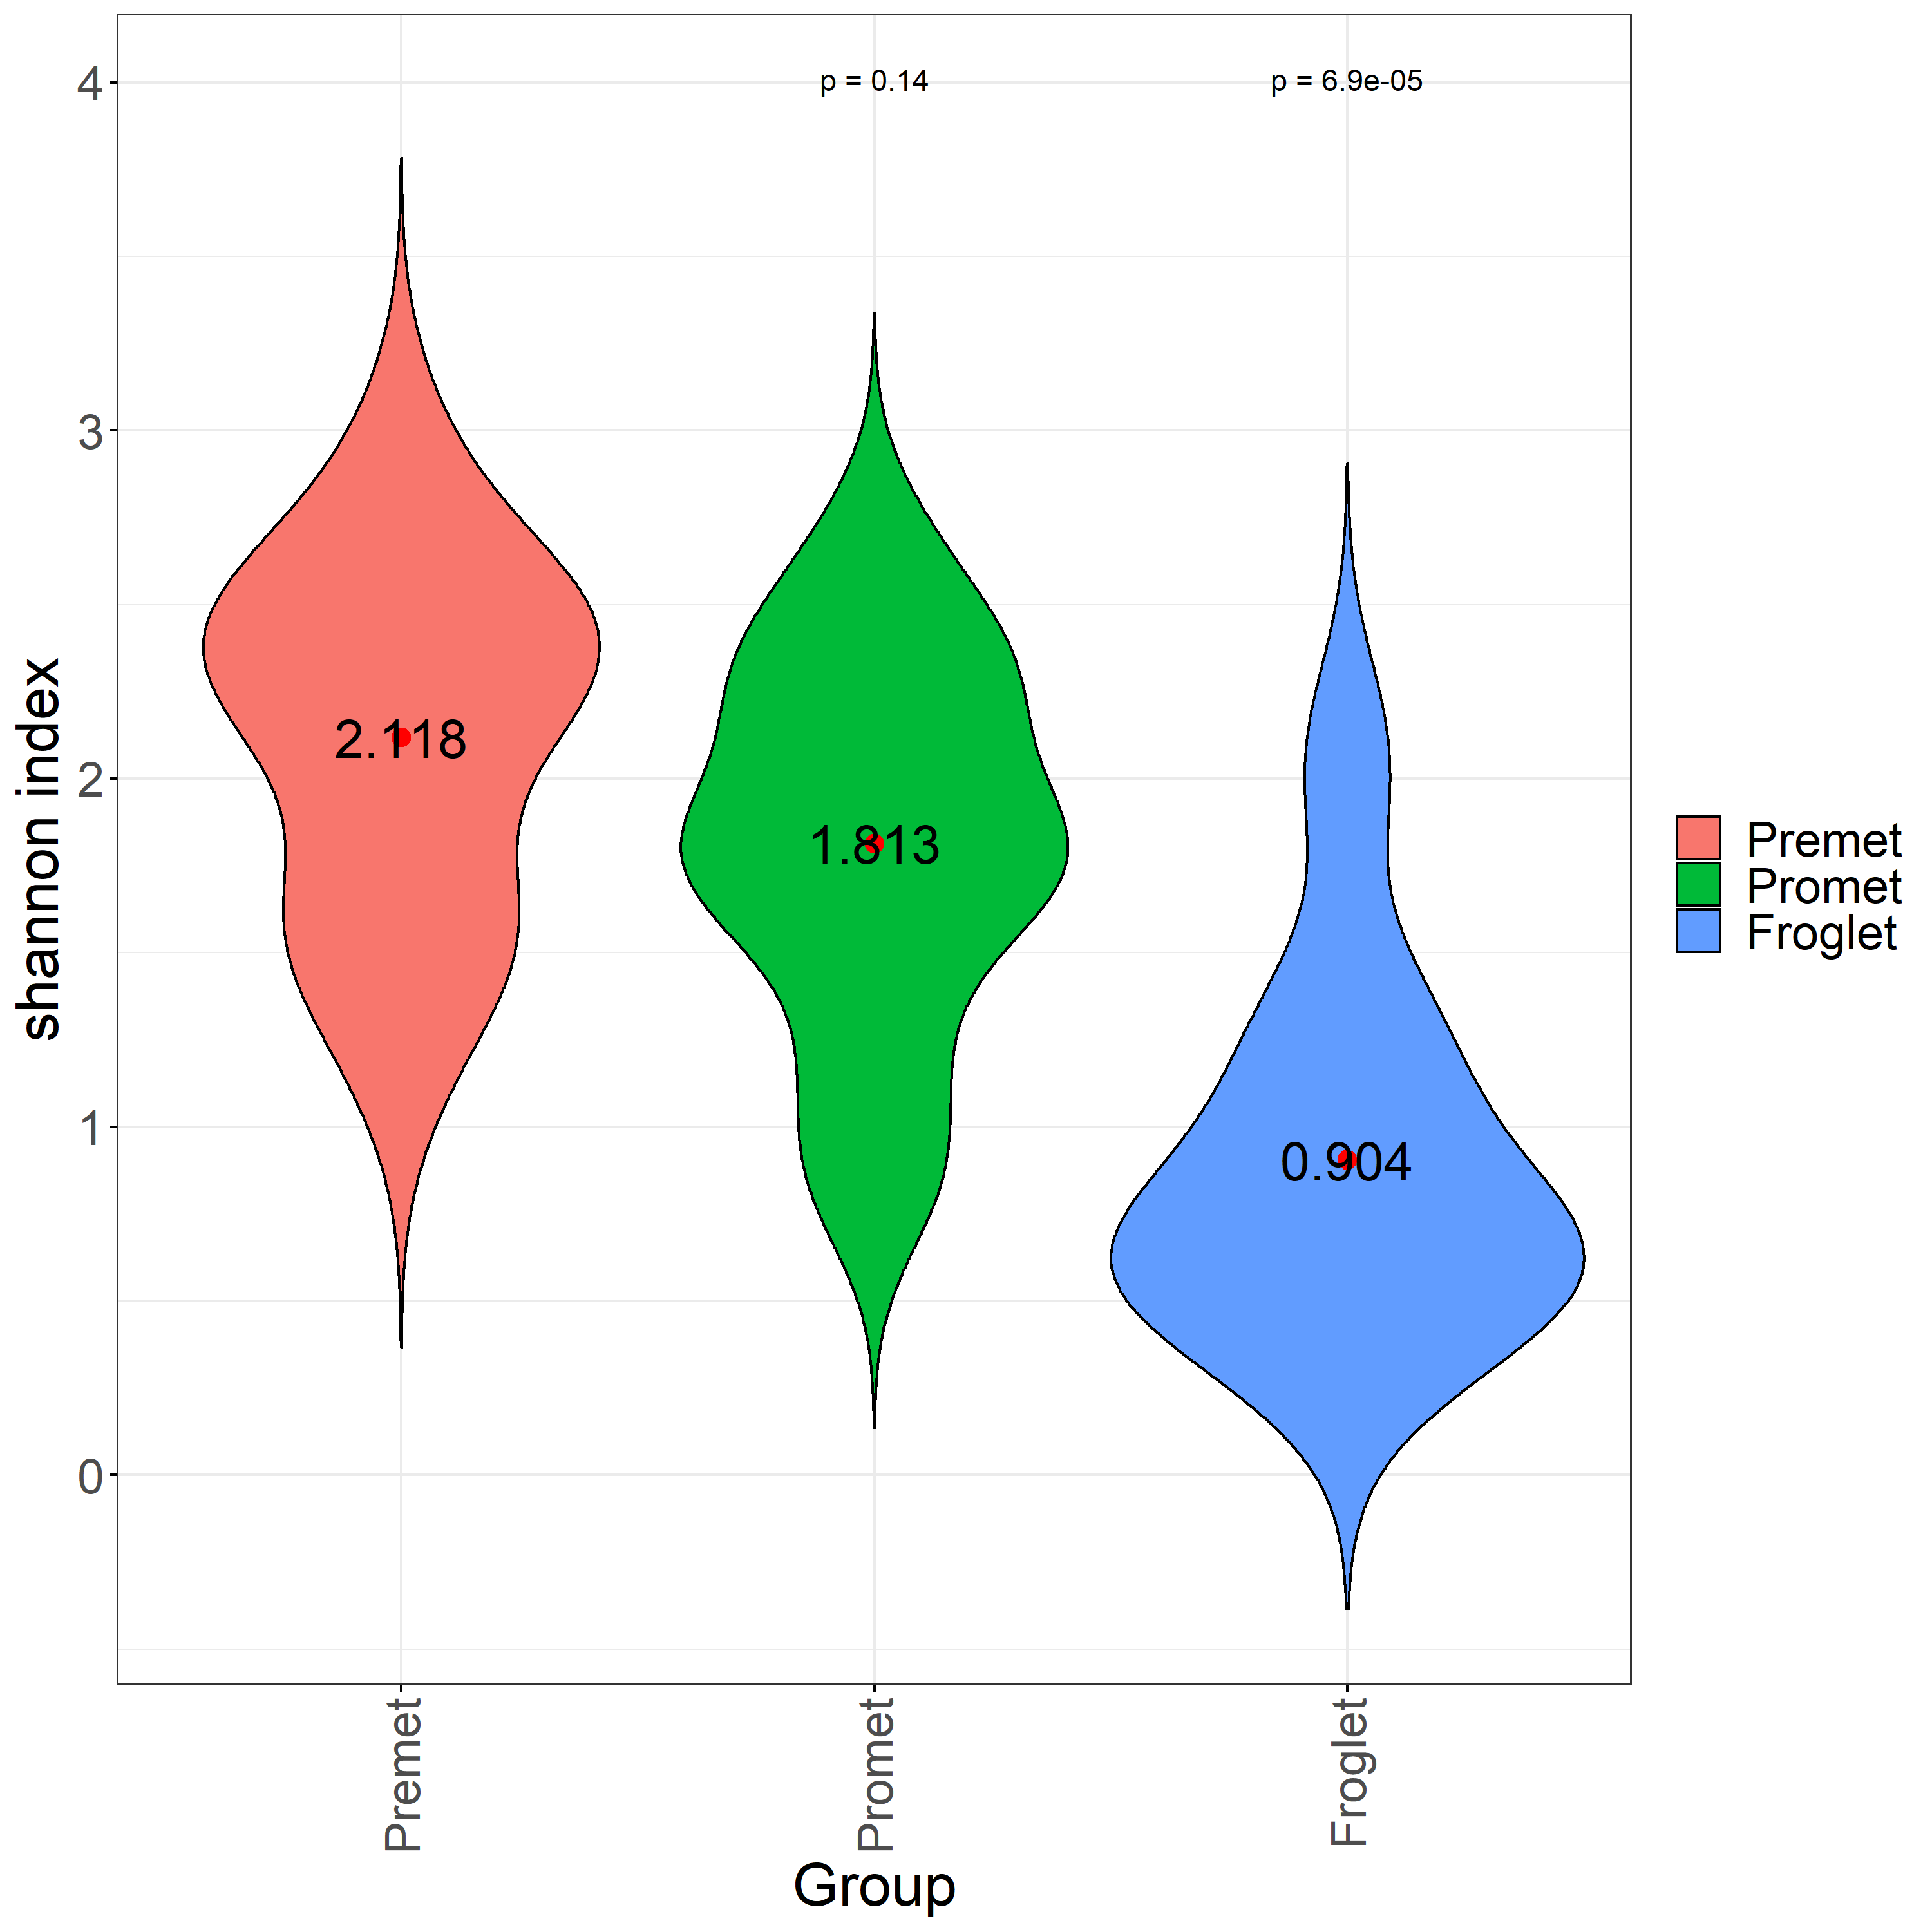 shannon index
4
3
2
1
0
p = 0.14
p = 6.9e-05
2.118
1.813
0.904
Premet
Promet
Froglet
Group
Premet
Promet
Froglet